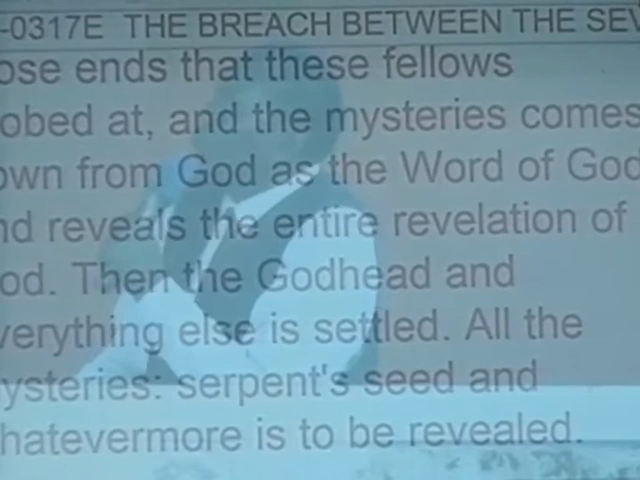 -0317E THE BREACH BETWEEN THE SEV
ose ends that these fellows
obed at, and the mysteries comes
own from God as the Word of God
nd reveals the entire revelation of
od. Then the Godhead and
verything else is settled. All the
ysteries: serpent's seed and
hatevermore is to be revealed.